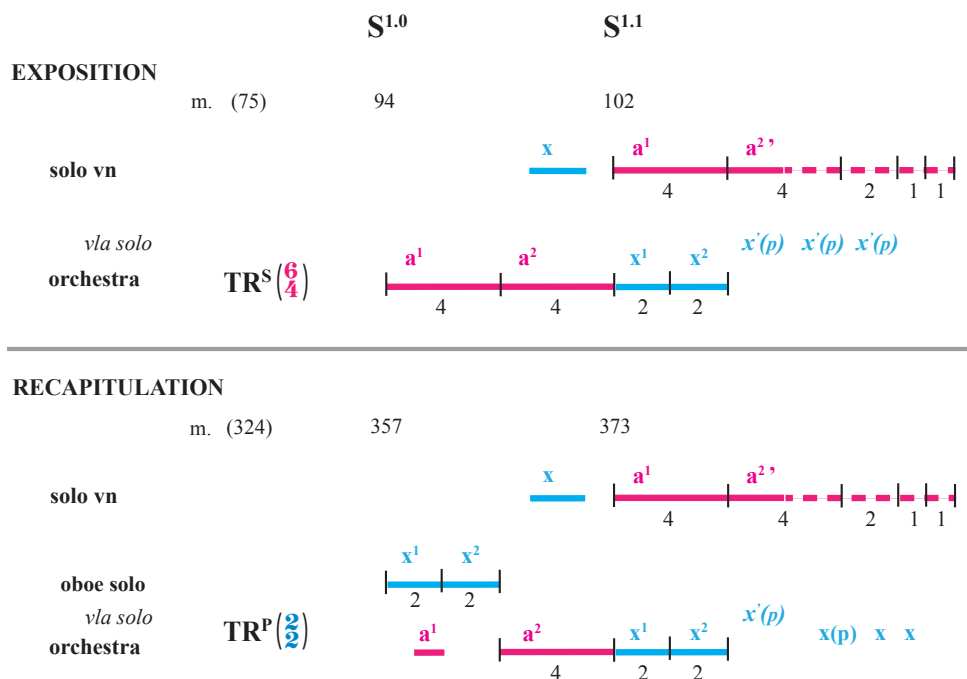 S1.0 S1.1
EXPOSITION
m. (75) 94 102
x a1 a2’
solo vn
4 4 2 1 1
vla solo x’(p) x’(p) x’(p)
a1 a2 x1 x2
orchestra TRS(6/4)
4 4 2 2
RECAPITULATION
m. (324) 357 373
x a1 a2’
solo vn
4 4 2 1 1
x1 x2
oboe solo
2 2
vla solo x’(p)
TRP(2/2) a1 a2 x1 x2 x(p) x x
orchestra
4 2 2